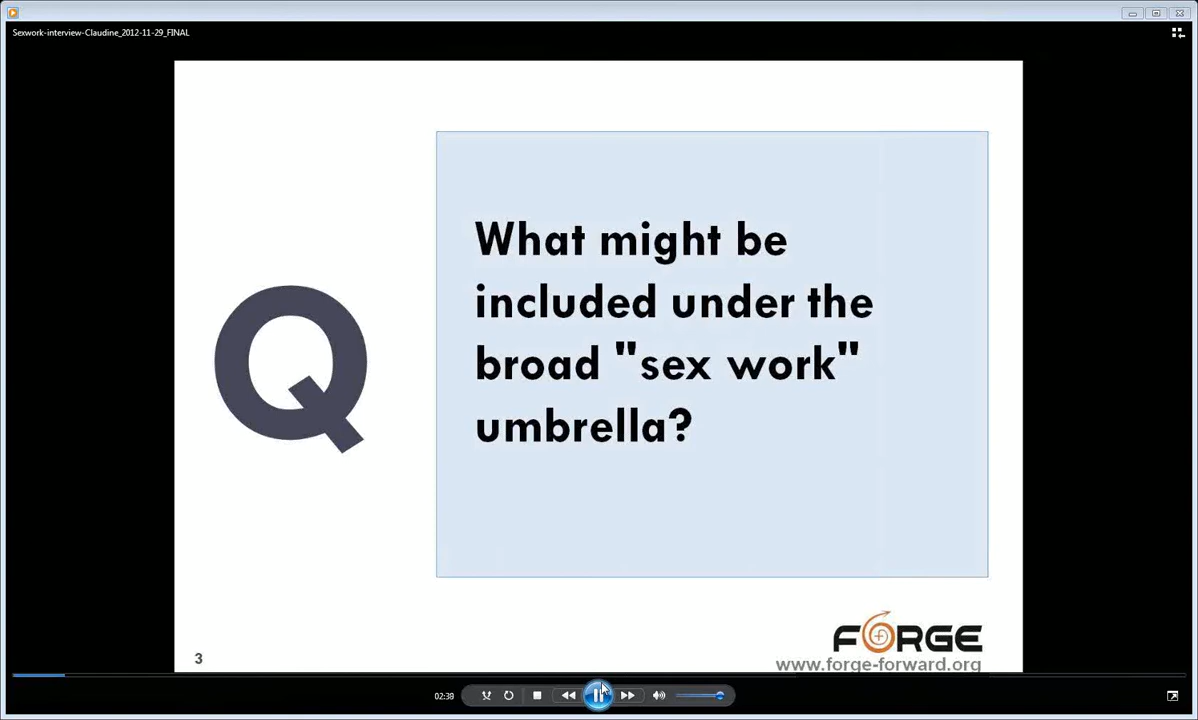 Sexwork-interview-Claudine_2012-11-29_FINAL
What might be
included under the
broad "sex work"
umbrella?
Q
FORGE
www.forge-forward.org
3
02:39